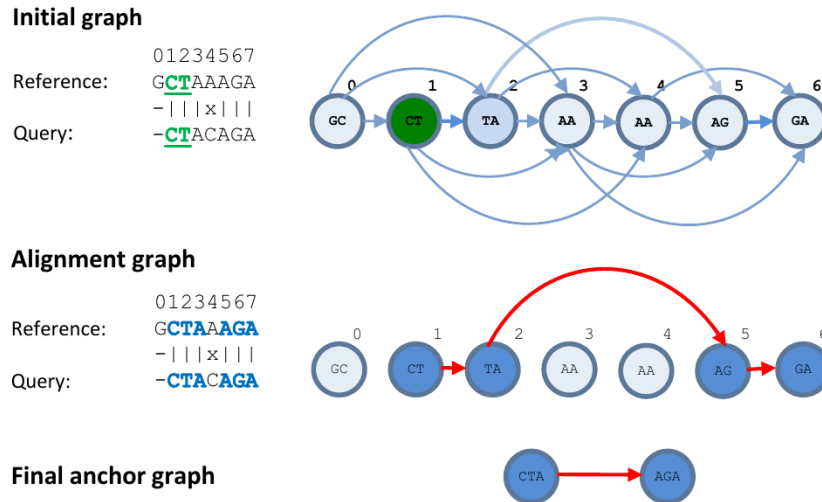 Initial graph
01234567
Reference: GCTAAAGA
-|||x|||
Query: -CTACAGA
0 1 2 3 4 5 6
GC CT TA AA AA AG GA
Alignment graph
01234567
Reference: GCTAAAGA
-|||x|||
Query: -CTACAGA
0 1 2 3 4 5 6
GC CT TA AA AA AG GA
Final anchor graph
CTA AGA